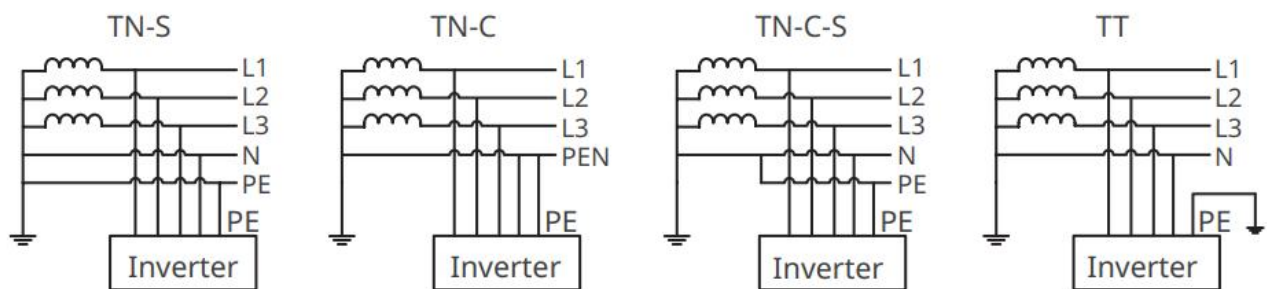 TN-S
L1
L2
L3
N
PE
PE
Inverter
TN-C
L1
L2
L3
PEN
PE
Inverter
TN-C-S
L1
L2
L3
N
PE
PE
Inverter
TT
L1
L2
L3
N
PE
Inverter